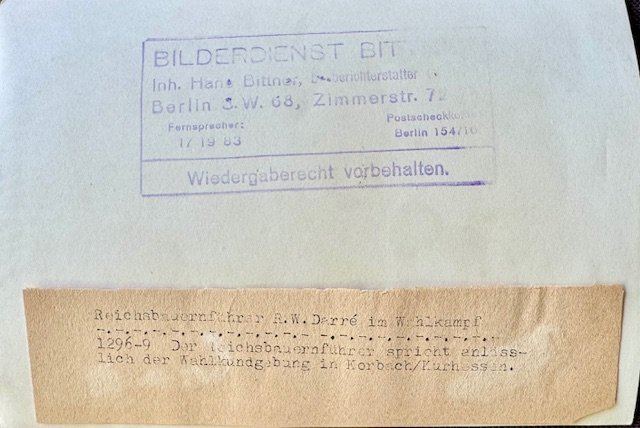 BILDERDIENST BIT
Inh. Hans Bittner,
Berlin S.W. 68, Zimmerstr. 72
Fernsprecher:
17 19 83
Postscheckkonto
Berlin 154/10
Wiedergaberecht vorbehalten.
Reichsbauernführer R.W.Darré im Wahlkampf
-.-.-.-.-.-.-.-.-.-.-.-.-.-.-.-.-.-.-.-.-.
1296-9 Der Reichsbauernführer spricht anläss-
lich der Wahlkundgebung in Korbach/Kurhessen.